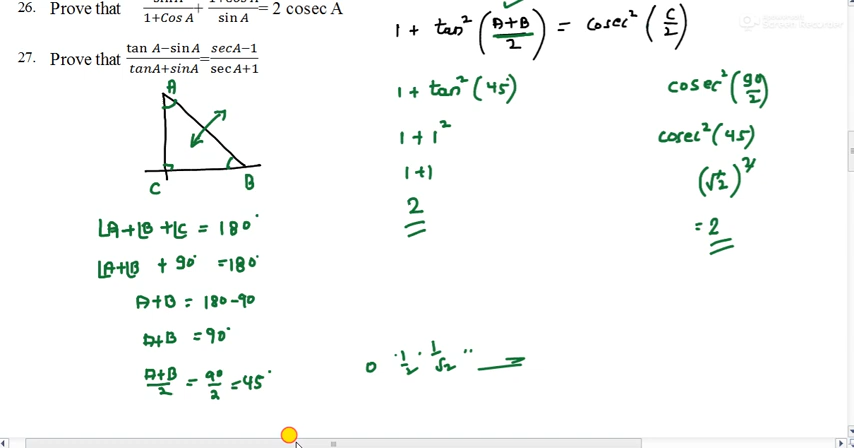 26. Prove that sinA/1+Cos A + 1+Cos A/sin A = 2 cosec A
27. Prove that tan A−sinA/tanA+sinA = secA−1/sec A+1
A
C
B
∠A+∠B+∠C = 180°
∠A+∠B + 90° = 180°
A+B = 180-90
A+B = 90°
A+B/2 = 90/2 = 45°
1 + tan² (A+B/2) = cosec² (C/2)
1 + tan² (45)
1 + 1²
1+1
2
cosec² (90/2)
cosec² (45)
(√2)²
= 2
0 1/2 1/√2